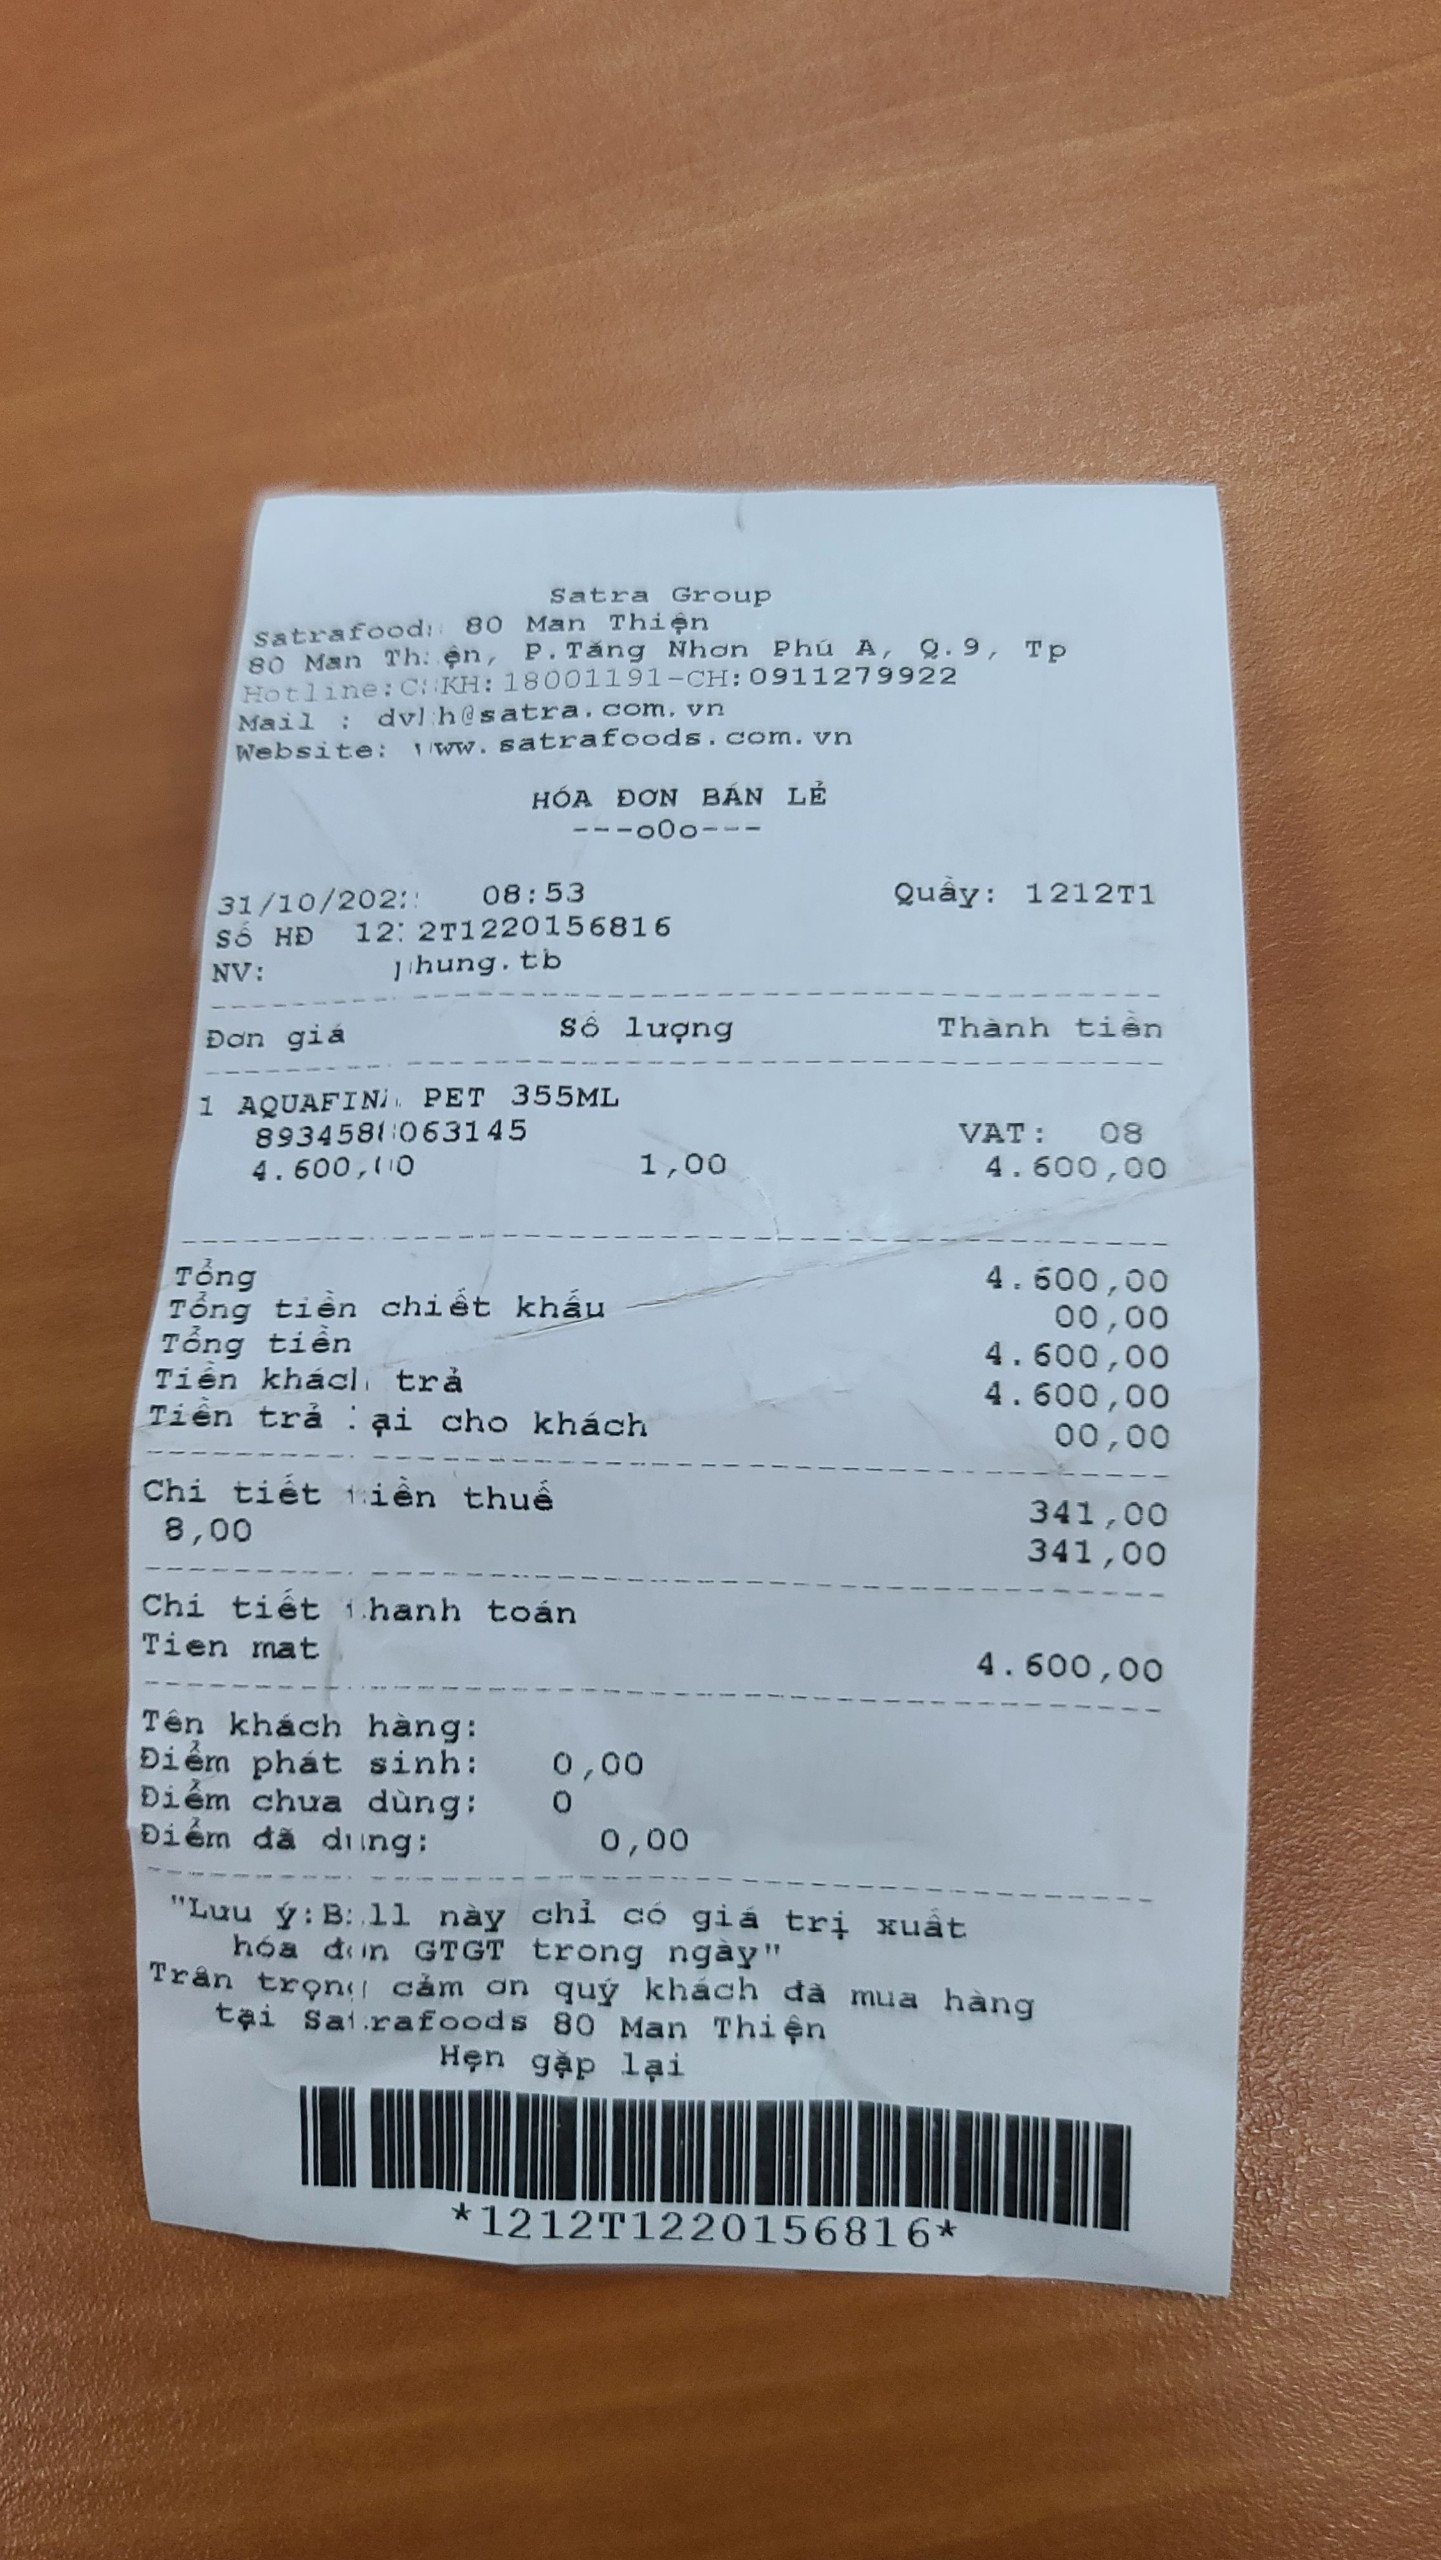 Satra Group
Satrafoods 80 Man Thiện
80 Man Thiện, P.Tăng Nhơn Phú A, Q.9, Tp
Hotline:CSKH:18001191-CH:0911279922
Mail : dvkh@satra.com.vn
Website: www.satrafoods.com.vn
HÓA ĐƠN BÁN LẺ
---oOo---
31/10/2022 08:53 Quầy: 1212T1
Số HĐ 1212T1220156816
NV: phung.tb
Đơn giá Số lượng Thành tiền
1 AQUAFINA PET 355ML
8934588063145 VAT: 08
4.600,00 1,00 4.600,00
Tổng 4.600,00
Tổng tiền chiết khấu 00,00
Tổng tiền 4.600,00
Tiền khách trả 4.600,00
Tiền trả lại cho khách 00,00
Chi tiết tiền thuế 341,00
8,00 341,00
Chi tiết thanh toán
Tien mat 4.600,00
Tên khách hàng:
Điểm phát sinh: 0,00
Điểm chưa dùng: 0
Điểm đã dùng: 0,00
"Lưu ý:Bill này chỉ có giá trị xuất
hóa đơn GTGT trong ngày"
Trân trọng cảm ơn quý khách đã mua hàng
tại Satrafoods 80 Man Thiện
Hẹn gặp lại
*1212T1220156816*